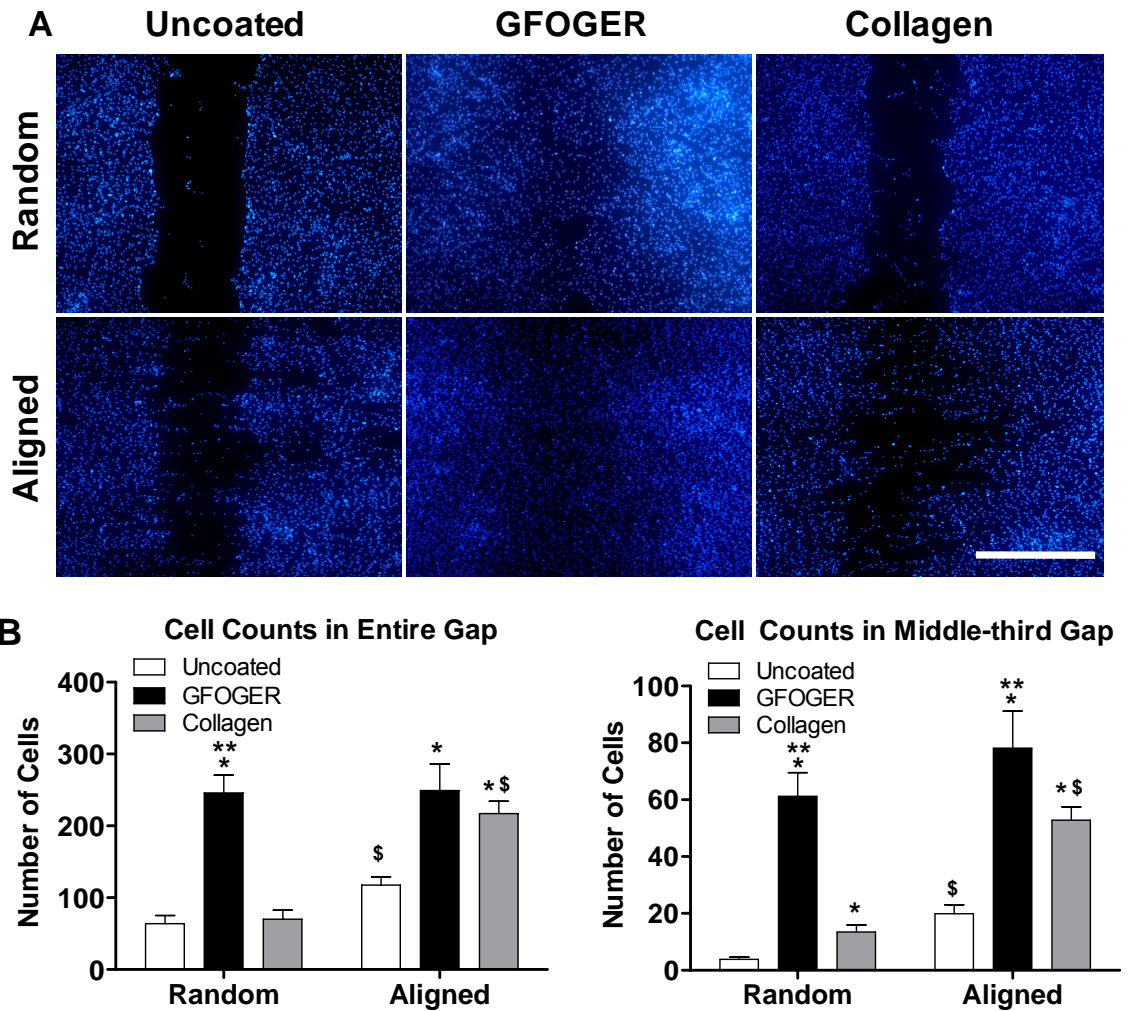 A
Uncoated GFOGER Collagen
Random
Aligned
B
Cell Counts in Entire Gap
Uncoated
GFOGER
Collagen
Number of Cells
400
300
200
100
0
**
*
$
*
* $
Random Aligned
Cell Counts in Middle-third Gap
Uncoated
GFOGER
Collagen
Number of Cells
100
80
60
40
20
0
**
*
*
$
**
*
* $
Random Aligned